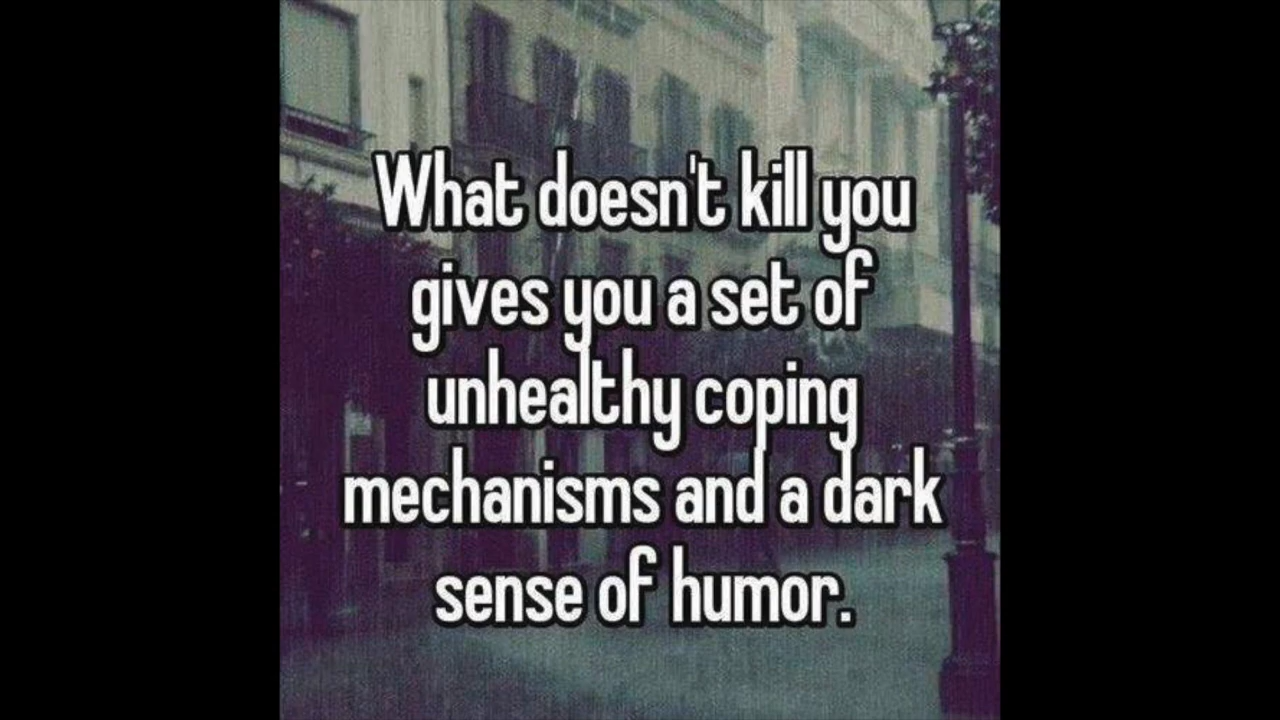 What doesn't kill you
gives you a set of
unhealthy coping
mechanisms and a dark
sense of humor.